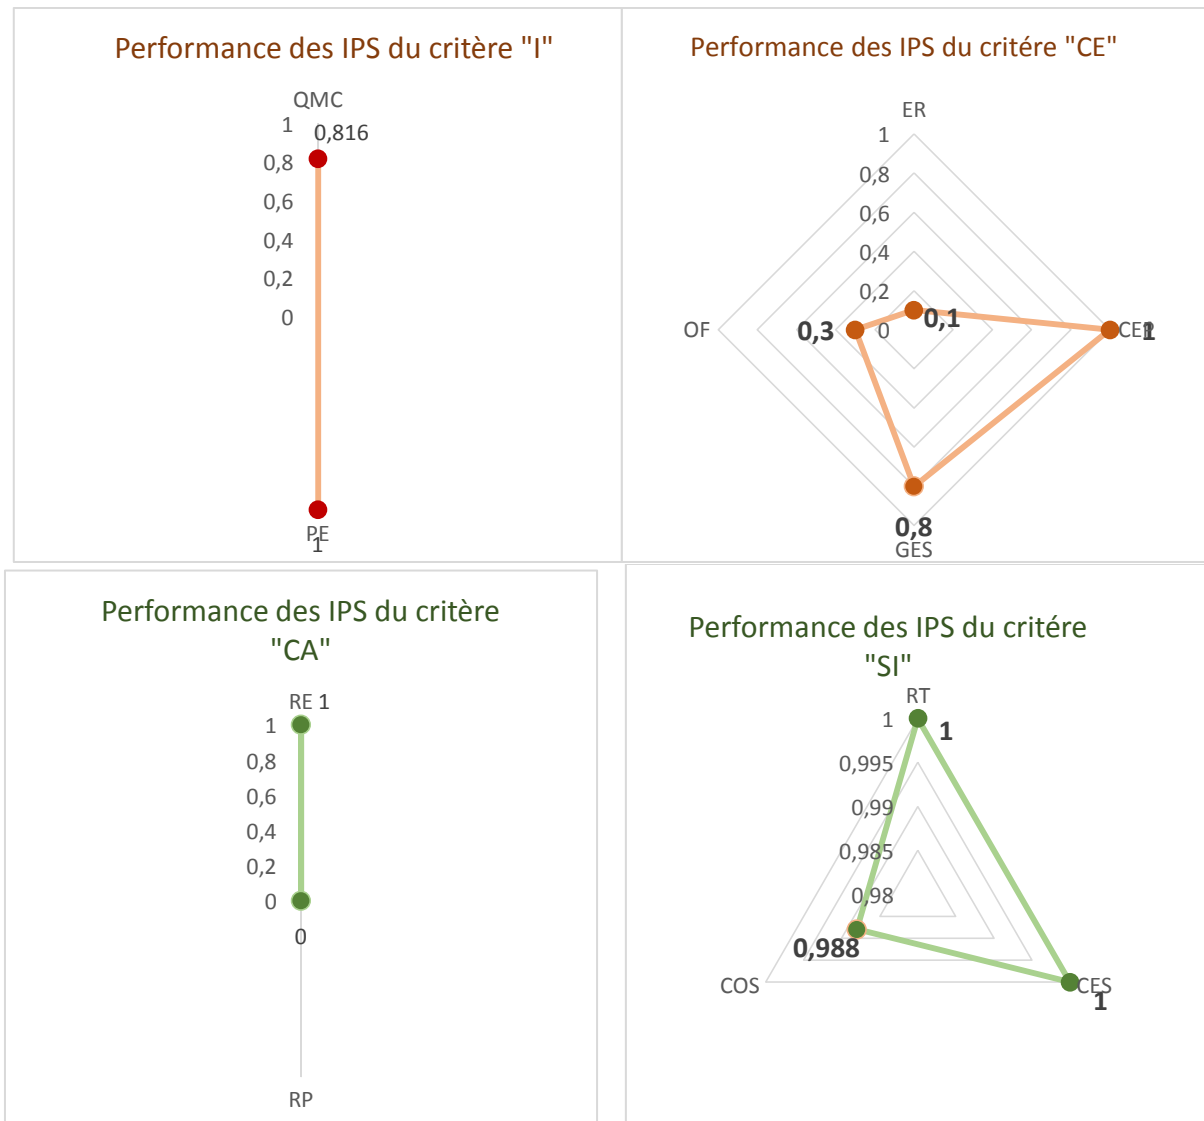 Performance des IPS du critère "I"
QMC
1
0,816
0,8
0,6
0,4
0,2
0
PE
1
Performance des IPS du critére "CE"
ER
1
0,8
0,6
0,4
0,2
0
0,1
OF
0,3
CEP
1
0,8
GES
Performance des IPS du critère
"CA"
RE 1
1
0,8
0,6
0,4
0,2
0
0
RP
Performance des IPS du critére
"SI"
RT
1
1
0,995
0,99
0,985
0,98
0,988
COS
CES
1